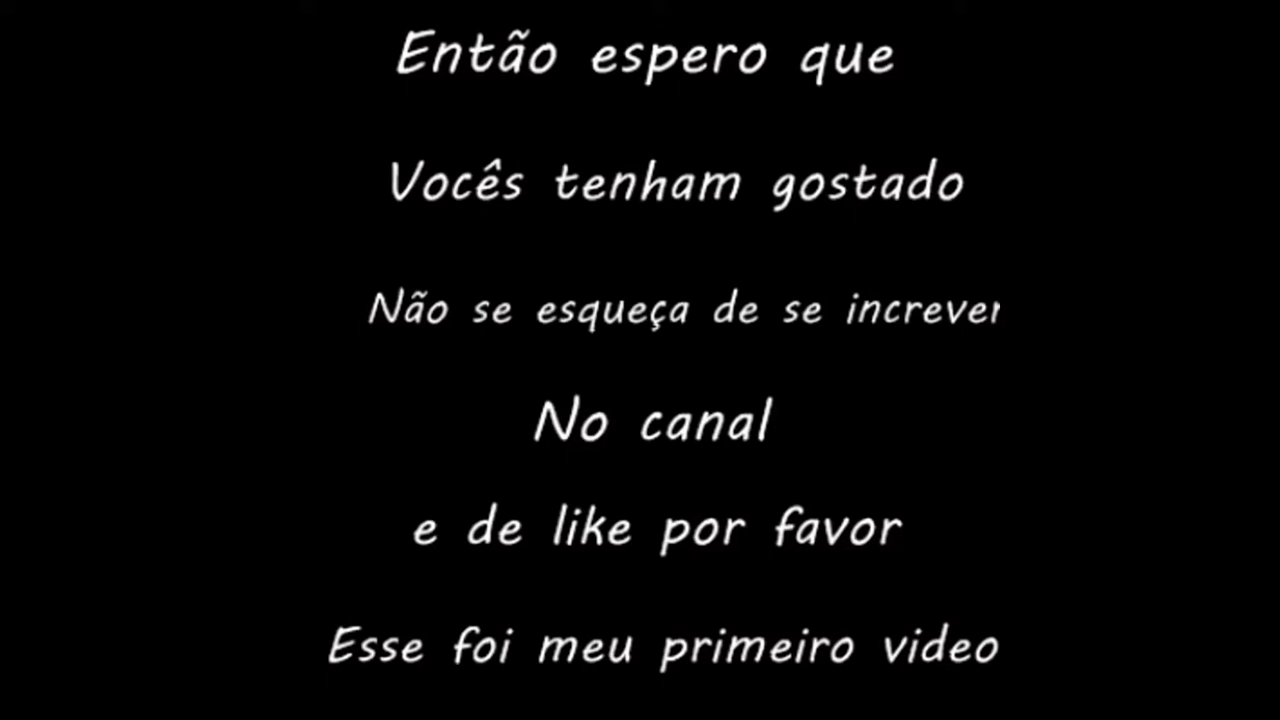 Então espero que
Vocês tenham gostado
Não se esqueça de se increver
No canal
e de like por favor
Esse foi meu primeiro video